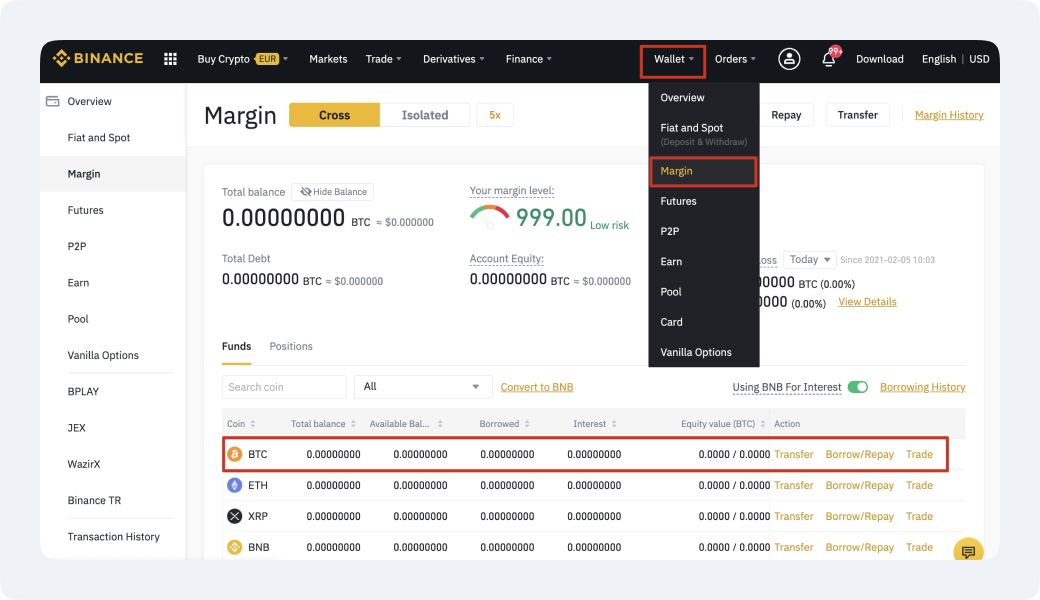 BINANCE
Buy Crypto EUR Markets Trade Derivatives Finance Wallet Orders 99+ Download English | USD
Overview
Fiat and Spot
Margin
Futures
P2P
Earn
Pool
Vanilla Options
BPLAY
JEX
WazirX
Binance TR
Transaction History
Margin Cross Isolated 5x Repay Transfer Margin History
Overview
Fiat and Spot
(Deposit & Withdraw)
Margin
Futures
P2P
Earn
Pool
Card
Vanilla Options
Total balance Hide Balance
0.00000000 BTC ≈ $0.000000
Your margin level:
999.00 Low risk
Total Debt
0.00000000 BTC ≈ $0.000000
Account Equity:
0.00000000 BTC ≈ $0.000000
oss Today Since 2021-02-05 10:03
0000 BTC (0.00%)
0000 (0.00%) View Details
Funds Positions
Search coin All Convert to BNB Using BNB For Interest Borrowing History
Coin Total balance Available Bal... Borrowed Interest Equity value (BTC) Action
BTC 0.00000000 0.00000000 0.00000000 0.00000000 0.0000 / 0.0000 Transfer Borrow/Repay Trade
ETH 0.00000000 0.00000000 0.00000000 0.00000000 0.0000 / 0.0000 Transfer Borrow/Repay Trade
XRP 0.00000000 0.00000000 0.00000000 0.00000000 0.0000 / 0.0000 Transfer Borrow/Repay Trade
BNB 0.00000000 0.00000000 0.00000000 0.00000000 0.0000 / 0.0000 Transfer Borrow/Repay Trade